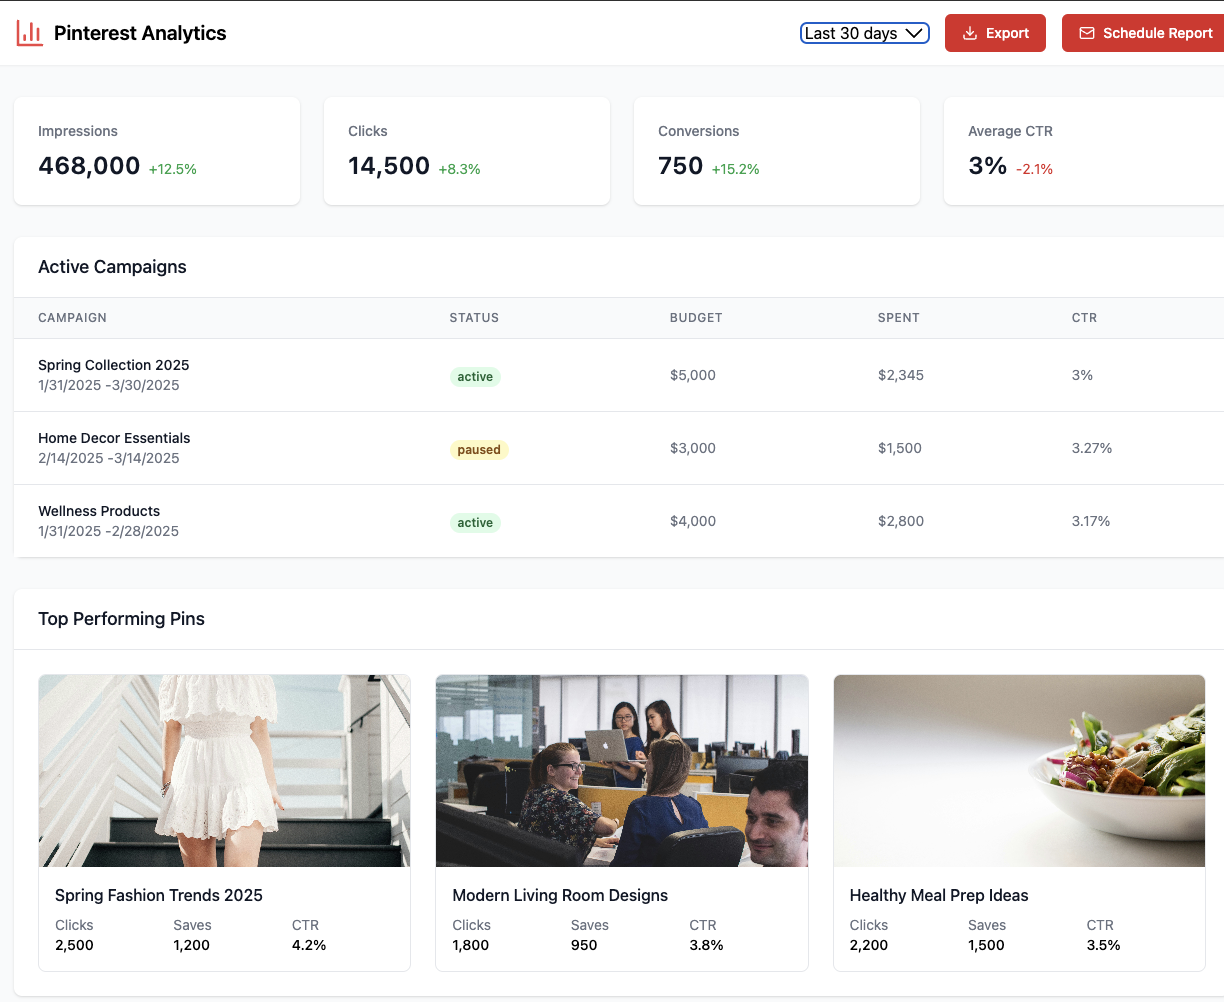 Pinterest Analytics
Last 30 days
Export
Schedule Report
Impressions
468,000 +12.5%
Clicks
14,500 +8.3%
Conversions
750 +15.2%
Average CTR
3% -2.1%
Active Campaigns
CAMPAIGN STATUS BUDGET SPENT CTR
Spring Collection 2025
1/31/2025 -3/30/2025
active $5,000 $2,345 3%
Home Decor Essentials
2/14/2025 -3/14/2025
paused $3,000 $1,500 3.27%
Wellness Products
1/31/2025 -2/28/2025
active $4,000 $2,800 3.17%
Top Performing Pins
Spring Fashion Trends 2025
Clicks Saves CTR
2,500 1,200 4.2%
Modern Living Room Designs
Clicks Saves CTR
1,800 950 3.8%
Healthy Meal Prep Ideas
Clicks Saves CTR
2,200 1,500 3.5%